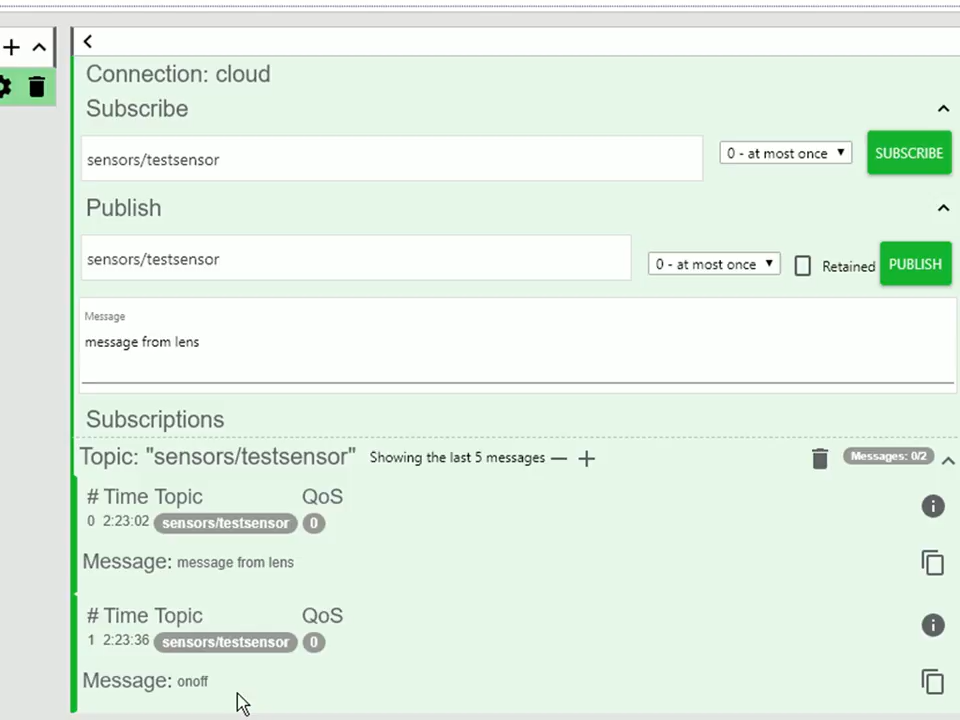 Connection: cloud
Subscribe
sensors/testsensor
0 - at most once
SUBSCRIBE
Publish
sensors/testsensor
0 - at most once
Retained
PUBLISH
Message
message from lens
Subscriptions
Topic: "sensors/testsensor" Showing the last 5 messages
Messages: 0/2
# Time Topic QoS
0 2:23:02 sensors/testsensor 0
Message: message from lens
# Time Topic QoS
1 2:23:36 sensors/testsensor 0
Message: onoff